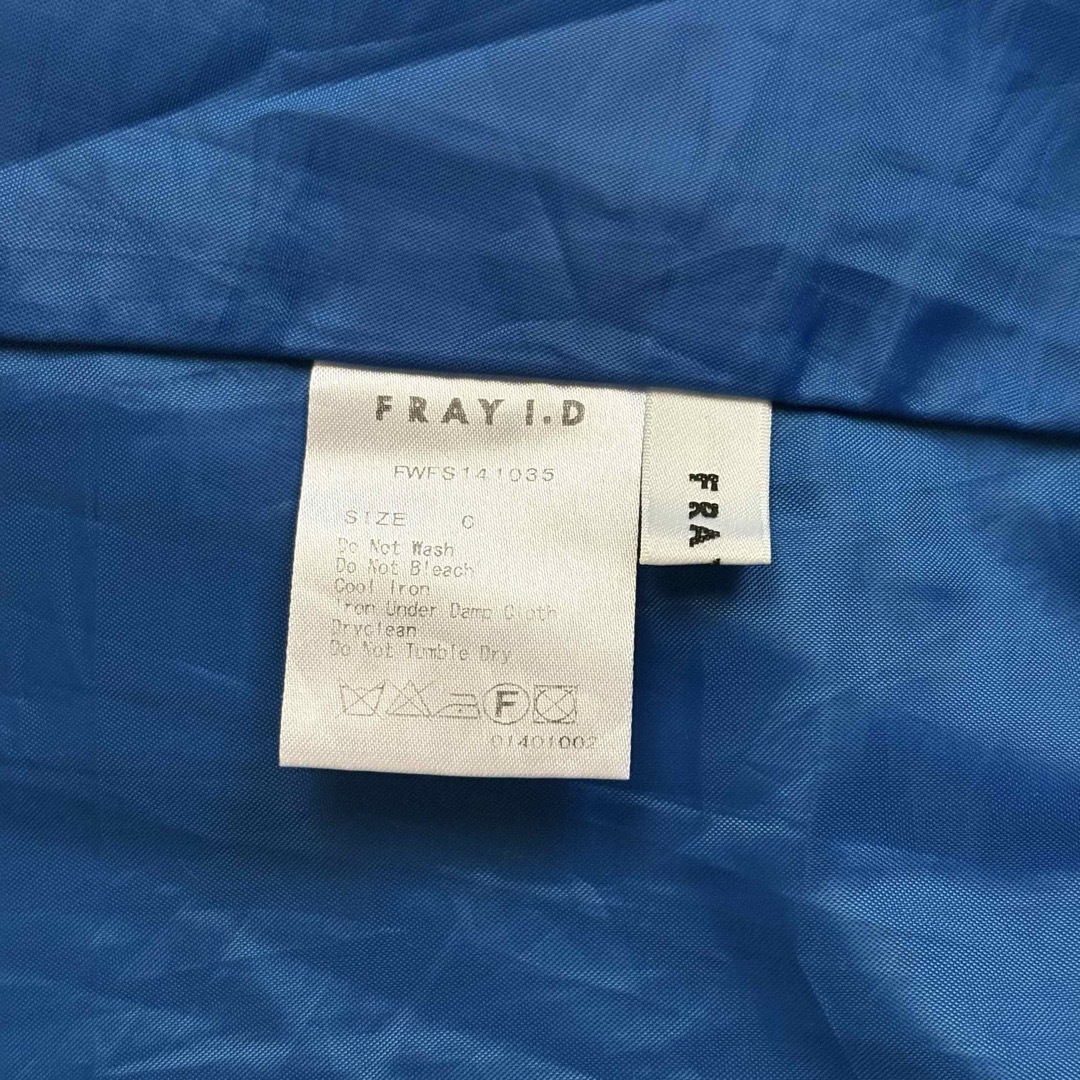 FRAY I.D
FWFS141035
SIZE 0
Do Not Wash
Do Not Bleach
Cool Iron
Iron Under Damp Cloth
Dryclean
Do Not Tumble Dry
F
01401002
FRAY